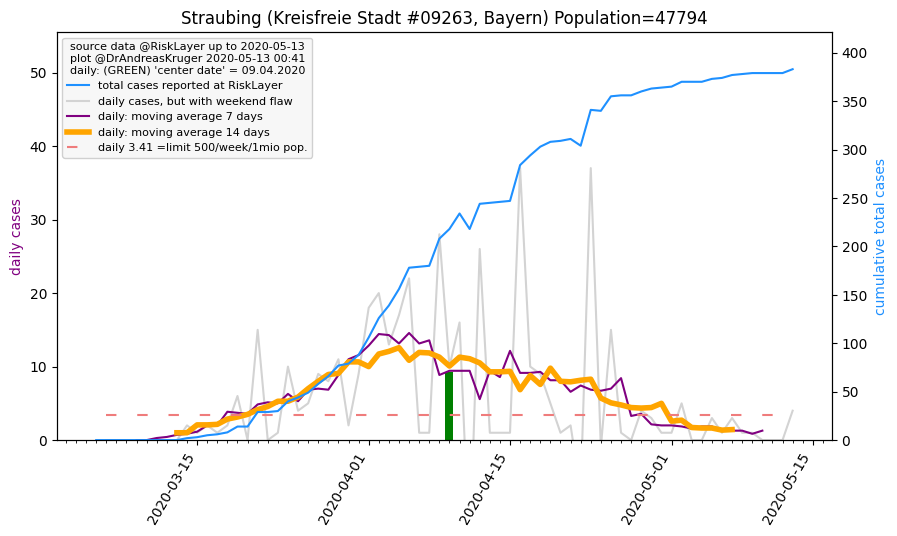 Straubing (Kreisfreie Stadt #09263, Bayern) Population=47794
source data @RiskLayer up to 2020-05-13
plot @DrAndreasKruger 2020-05-13 00:41
daily: (GREEN) 'center date' = 09.04.2020
total cases reported at RiskLayer
daily cases, but with weekend flaw
daily: moving average 7 days
daily: moving average 14 days
daily 3.41 =limit 500/week/1mio pop.
daily cases
50
40
30
20
10
0
400
350
300
250
200
150
100
50
0
cumulative total cases
2020-03-15
2020-04-01
2020-04-15
2020-05-01
2020-05-15